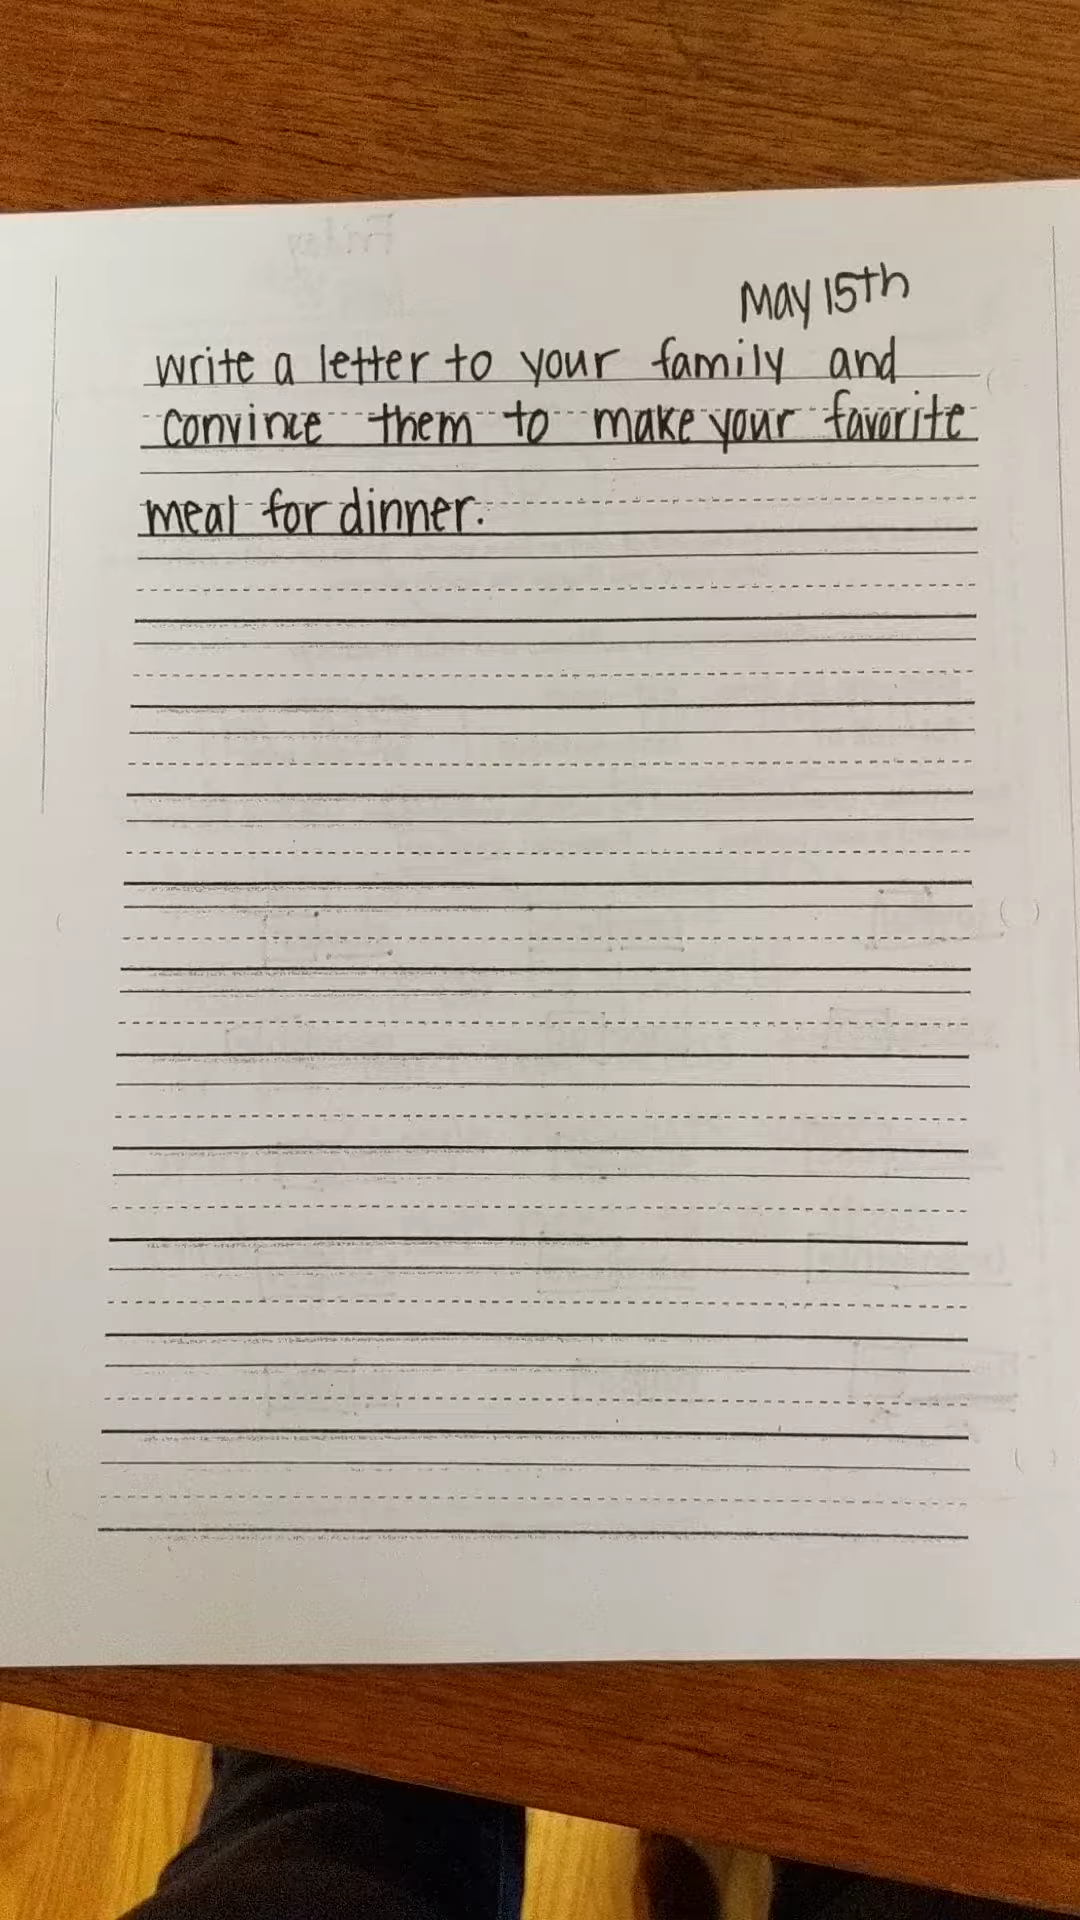 May 15th
write a letter to your family and
convince them to make your favorite
meal for dinner.